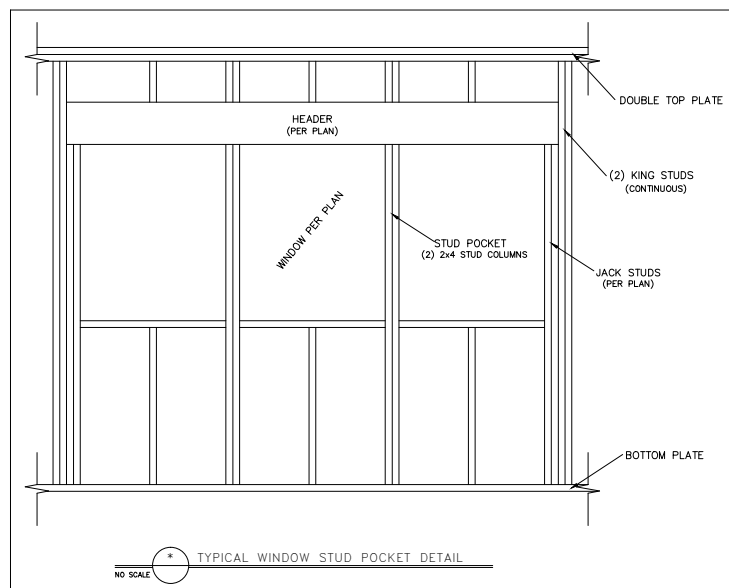 DOUBLE TOP PLATE
HEADER
(PER PLAN)
(2) KING STUDS
(CONTINUOUS)
WINDOW PER PLAN
STUD POCKET
(2) 2x4 STUD COLUMNS
JACK STUDS
(PER PLAN)
BOTTOM PLATE
* TYPICAL WINDOW STUD POCKET DETAIL
NO SCALE